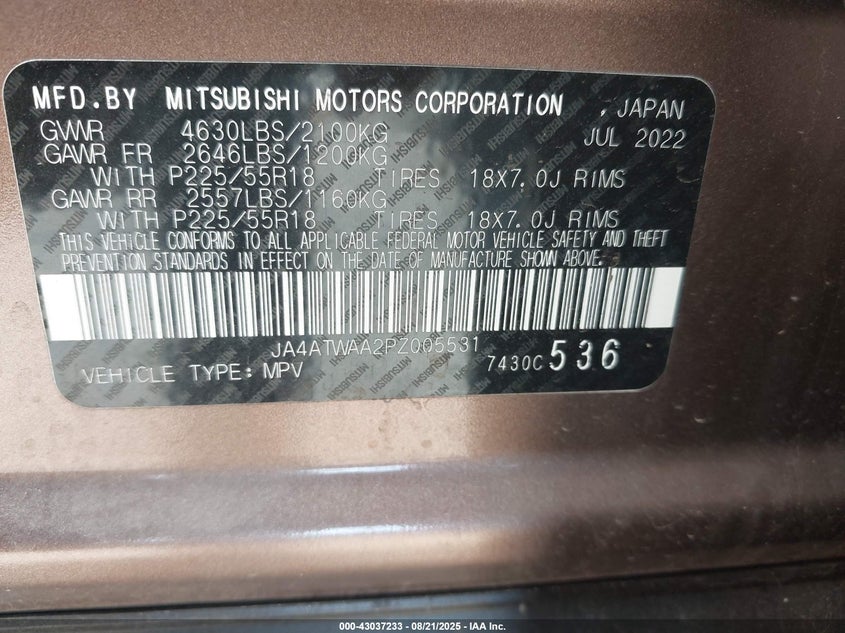 MFD.BY MITSUBISHI MOTORS CORPORATION , JAPAN
GVWR 4630LBS/2100KG JUL 2022
GAWR FR 2646LBS/1200KG
WITH P225/55R18 TIRES 18X7.0J RIMS
GAWR RR 2557LBS/1160KG
WITH P225/55R18 TIRES 18X7.0J RIMS
THIS VEHICLE CONFORMS TO ALL APPLICABLE FEDERAL MOTOR VEHICLE SAFETY AND THEFT
PREVENTION STANDARDS IN EFFECT ON THE DATE OF MANUFACTURE SHOWN ABOVE.
JA4ATWAA2PZ005531
VEHICLE TYPE: MPV 7430C 536
000-43037233 - 08/21/2025 - IAA Inc.